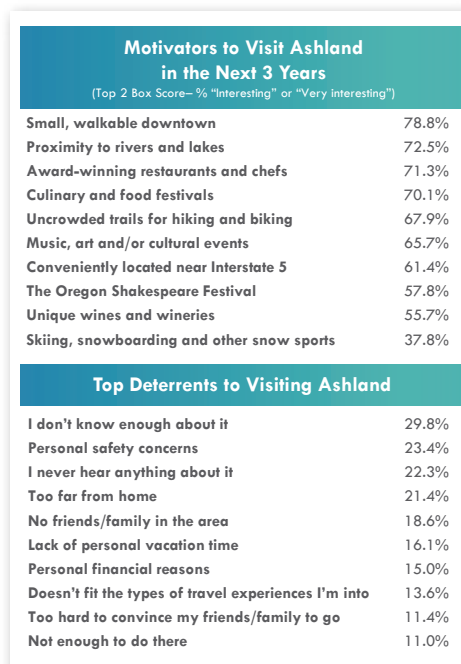 Motivators to Visit Ashland
in the Next 3 Years
(Top 2 Box Score– % “Interesting” or “Very interesting”)
Small, walkable downtown 78.8%
Proximity to rivers and lakes 72.5%
Award-winning restaurants and chefs 71.3%
Culinary and food festivals 70.1%
Uncrowded trails for hiking and biking 67.9%
Music, art and/or cultural events 65.7%
Conveniently located near Interstate 5 61.4%
The Oregon Shakespeare Festival 57.8%
Unique wines and wineries 55.7%
Skiing, snowboarding and other snow sports 37.8%
Top Deterrents to Visiting Ashland
I don’t know enough about it 29.8%
Personal safety concerns 23.4%
I never hear anything about it 22.3%
Too far from home 21.4%
No friends/family in the area 18.6%
Lack of personal vacation time 16.1%
Personal financial reasons 15.0%
Doesn’t fit the types of travel experiences I’m into 13.6%
Too hard to convince my friends/family to go 11.4%
Not enough to do there 11.0%